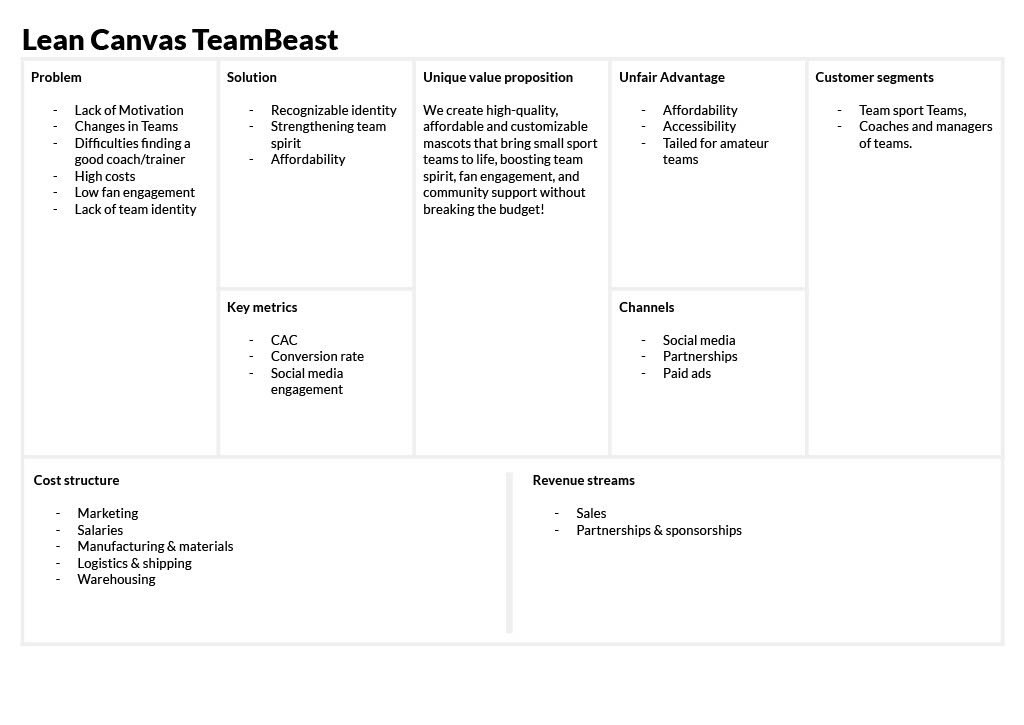 Lean Canvas TeamBeast
Problem
- Lack of Motivation
- Changes in Teams
- Difficulties finding a
good coach/trainer
- High costs
- Low fan engagement
- Lack of team identity
Solution
- Recognizable identity
- Strengthening team
spirit
- Affordability
Key metrics
- CAC
- Conversion rate
- Social media
engagement
Unique value proposition
We create high-quality,
affordable and customizable
mascots that bring small sport
teams to life, boosting team
spirit, fan engagement, and
community support without
breaking the budget!
Unfair Advantage
- Affordability
- Accessibility
- Tailed for amateur
teams
Channels
- Social media
- Partnerships
- Paid ads
Customer segments
- Team sport Teams,
- Coaches and managers
of teams.
Cost structure
- Marketing
- Salaries
- Manufacturing & materials
- Logistics & shipping
- Warehousing
Revenue streams
- Sales
- Partnerships & sponsorships